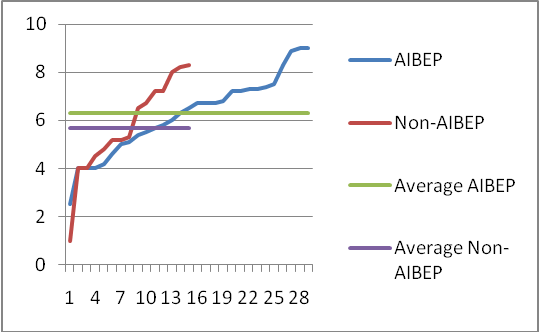 10
8
6
4
2
0
1 4 7 10 13 16 19 22 25 28
AIBEP
Non-AIBEP
Average AIBEP
Average Non-
AIBEP